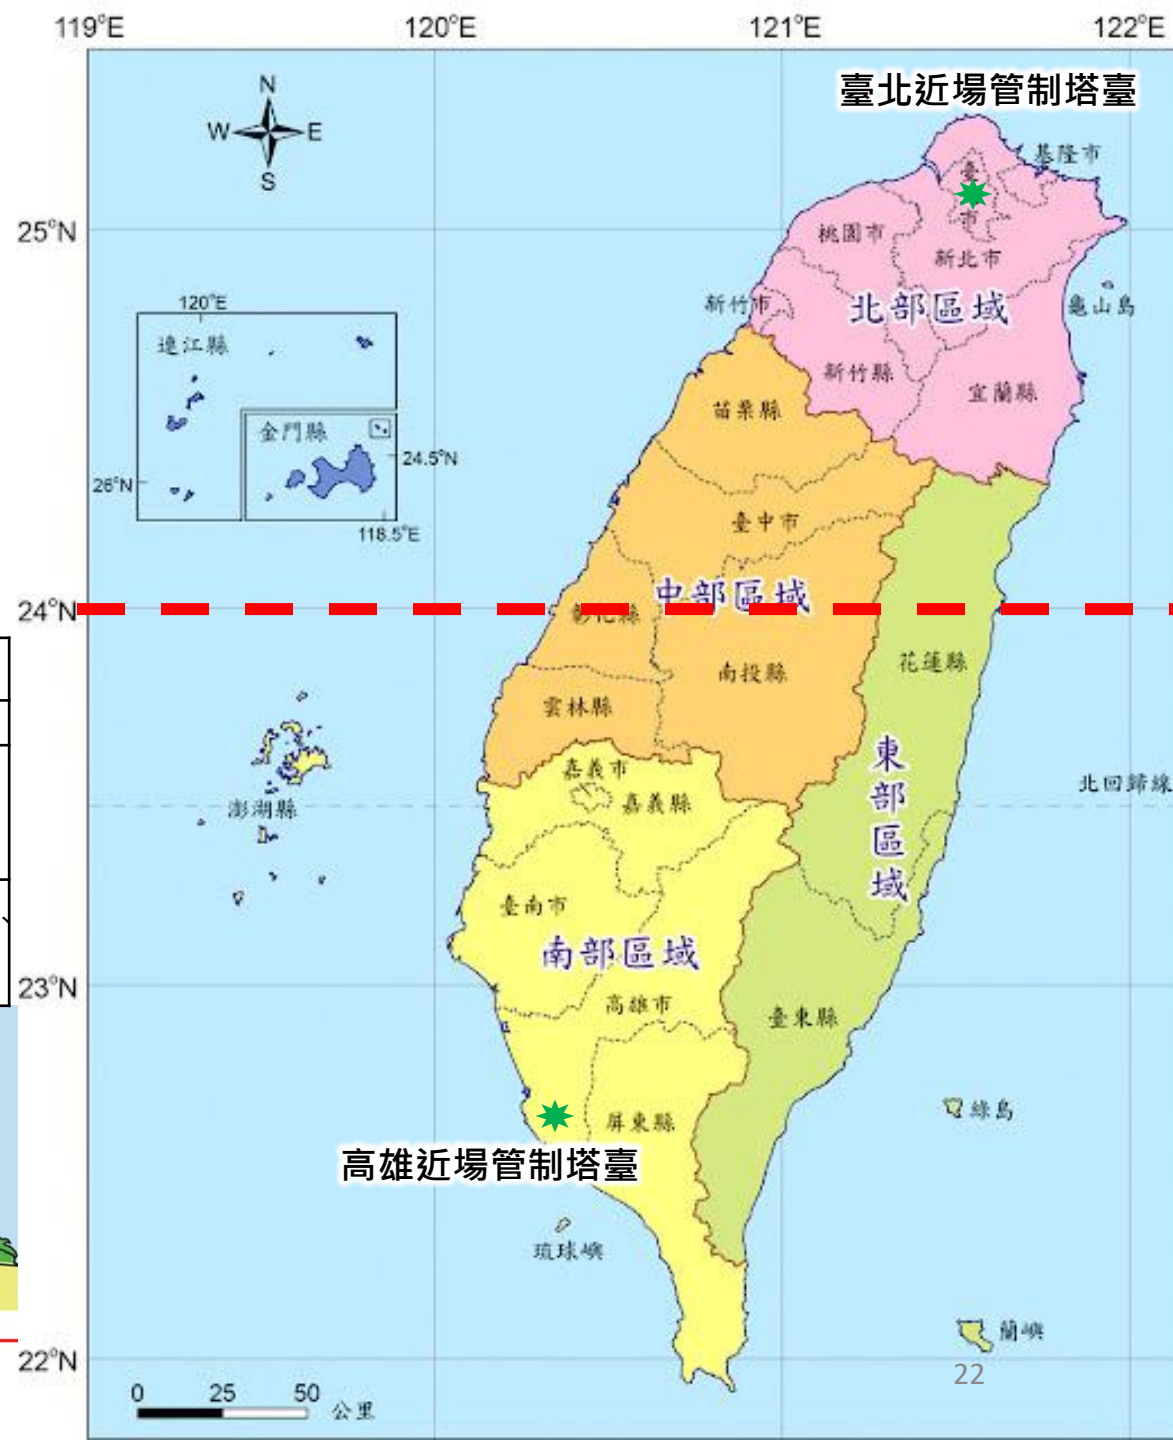 119°E 120°E 121°E 122°E
臺北近場管制塔臺
N
W E
S
基隆市
臺
市
25°N
桃園市
新北市
120°E
新竹市
北部區域
龜山島
連江縣
新竹縣
宜蘭縣
苗栗縣
金門縣
24.5°N
26°N
臺中市
118.5°E
中部區域
24°N
彰化縣
花蓮縣
南投縣
雲林縣
東部區域
嘉義市
北回歸線
嘉義縣
澎湖縣
臺南市
南部區域
23°N
高雄市
臺東縣
綠島
屏東縣
高雄近場管制塔臺
琉球嶼
蘭嶼
22°N
22
0 25 50
公里